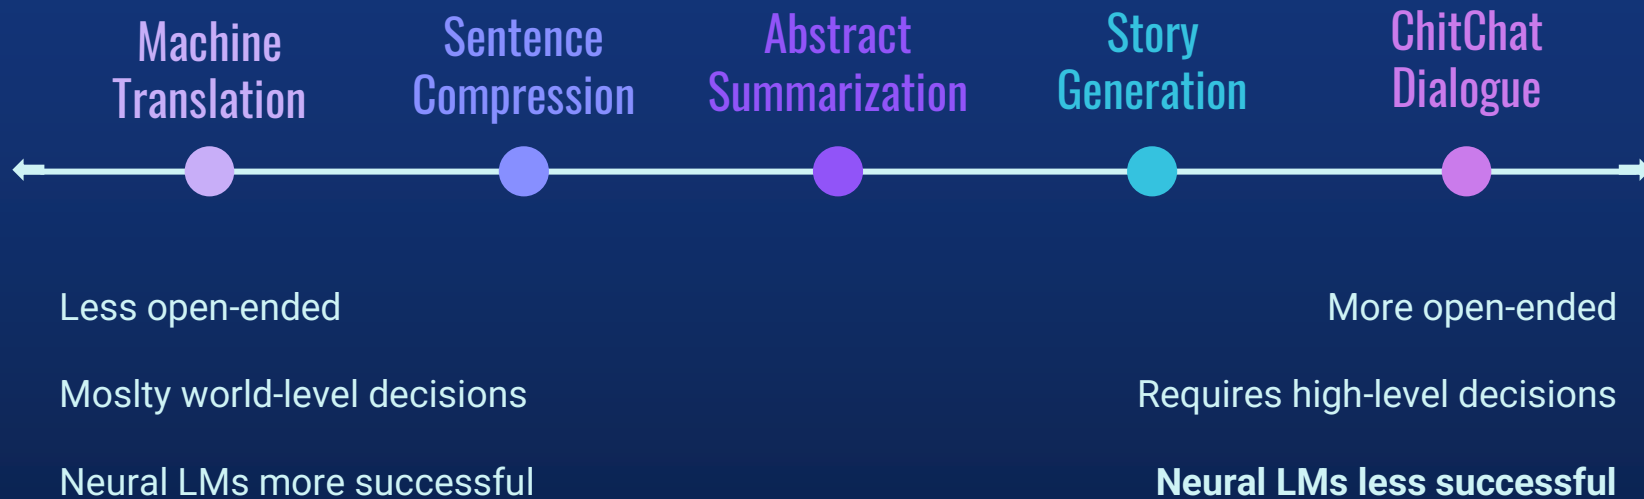 Machine
Translation
Sentence
Compression
Abstract
Summarization
Story
Generation
ChitChat
Dialogue
Less open-ended
More open-ended
Moslty world-level decisions
Requires high-level decisions
Neural LMs more successful
Neural LMs less successful